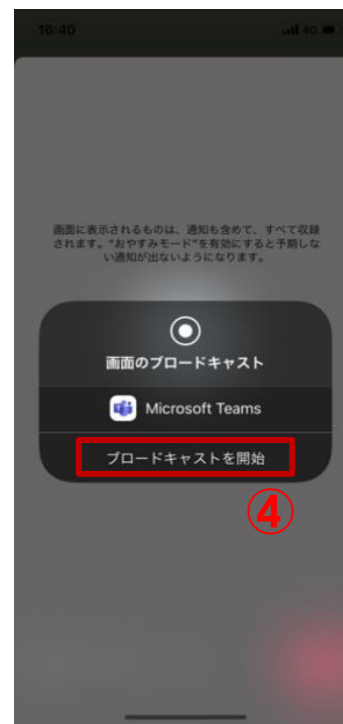 16:40
4G
画面に表示されるものは、通知も含めて、すべて収録
されます。"おやすみモード"を有効にすると予期しな
い通知が出ないようになります。
画面のブロードキャスト
Microsoft Teams
ブロードキャストを開始
④